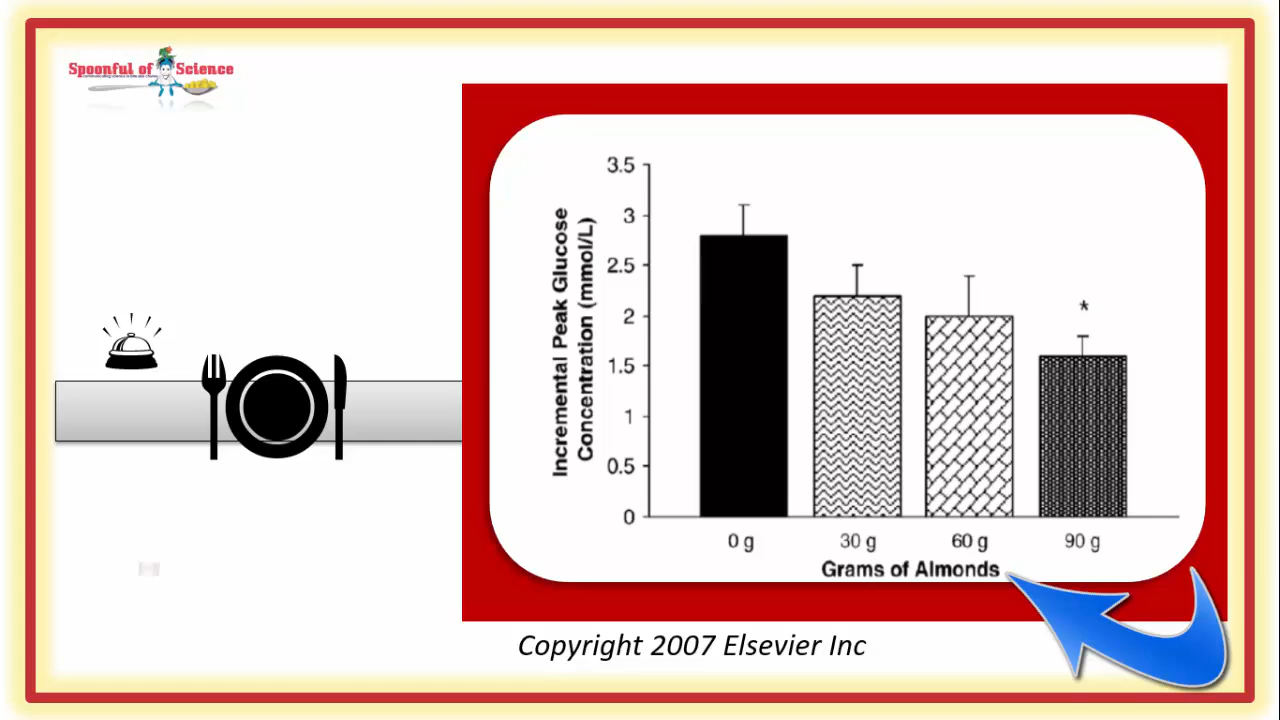 Spoonful of Science
3.5
3
2.5
2
1.5
1
0.5
0
Incremental Peak Glucose
Concentration (mmol/L)
*
0 g
30 g
60 g
90 g
Grams of Almonds
Copyright 2007 Elsevier Inc